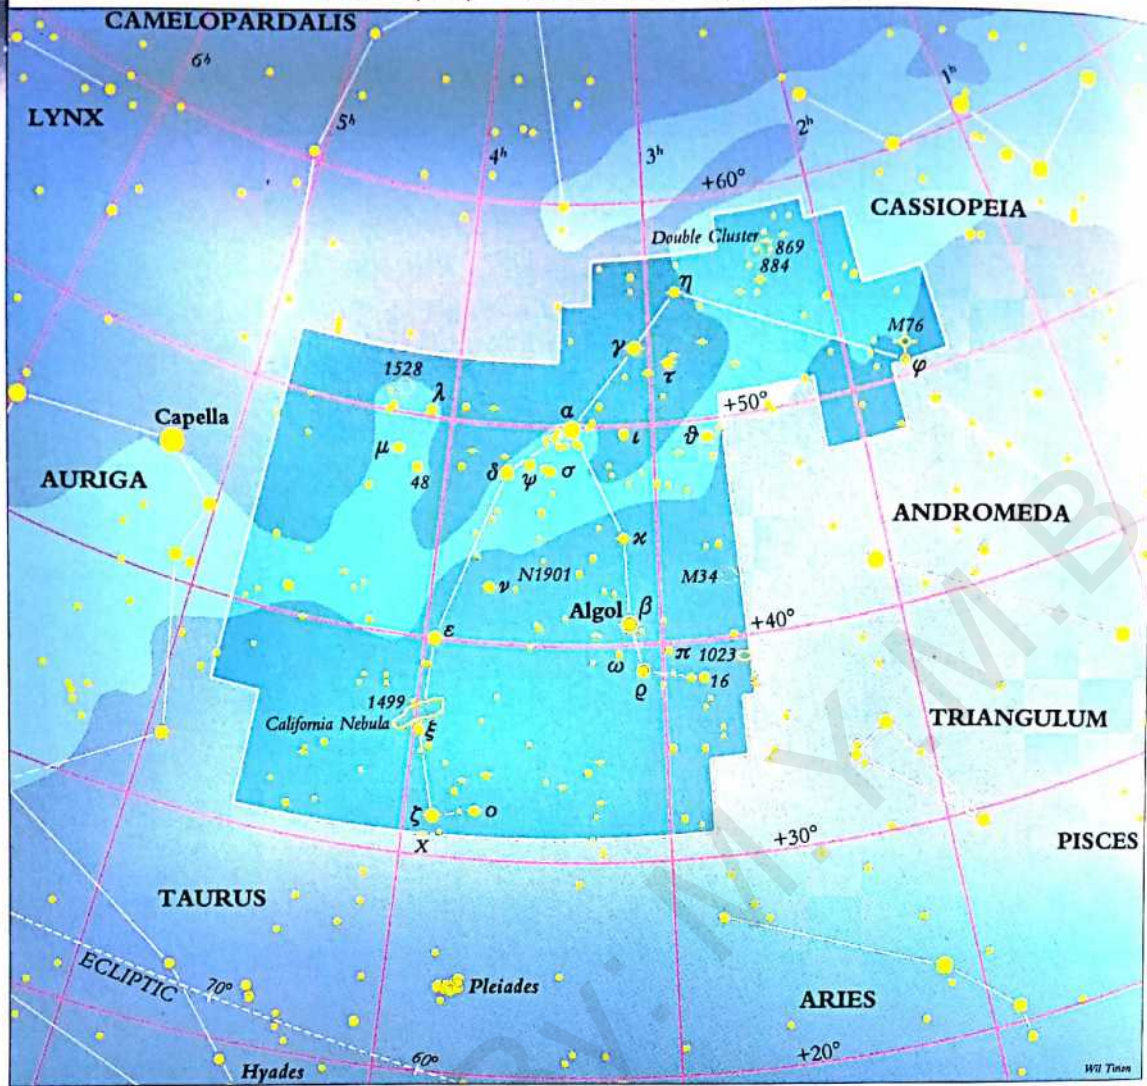 CAMELOPARDALIS
6h
1h
LYNX
5h
2h
4h
3h
+60°
CASSIOPEIA
Double Cluster
869
884
η
M76
γ
τ
φ
1528
λ
+50°
Capella
α
ι
ϑ
μ
δ
ψ
σ
AURIGA
48
ANDROMEDA
ϰ
ν
N1901
M34
Algol
β
ε
+40°
ω
π
1023
ϱ
16
1499
California Nebula
ξ
TRIANGULUM
ζ
ο
+30°
X
PISCES
TAURUS
ECLIPTIC
70°
Pleiades
ARIES
60°
+20°
Hyades
Wil Tirion
BY: M.Y.M.B